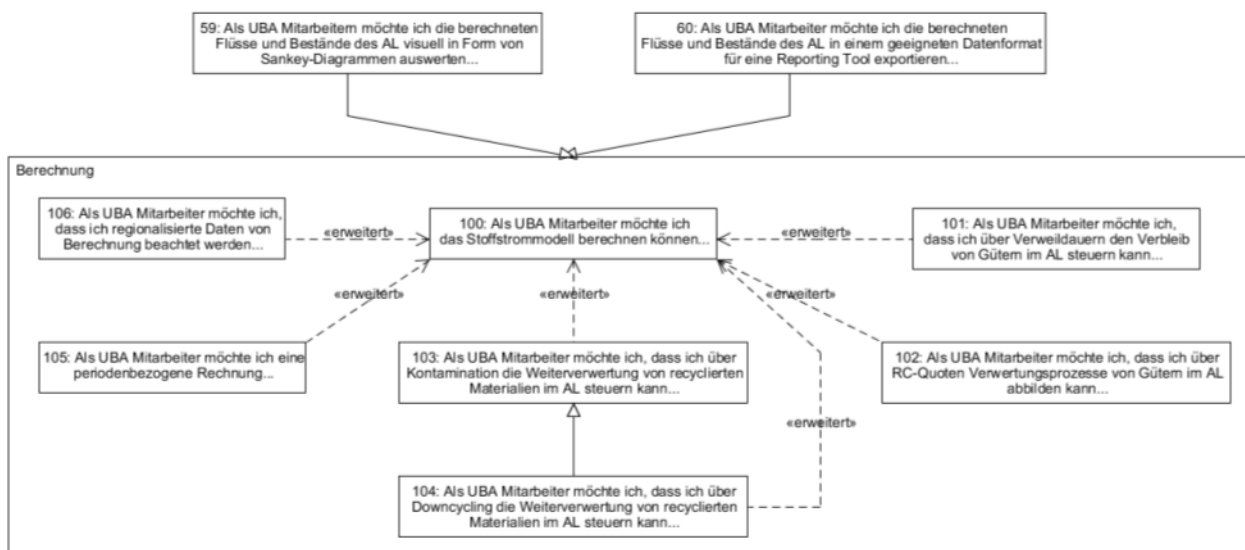 59: Als UBA Mitarbeitern möchte ich die berechneten
Flüsse und Bestände des AL visuell in Form von
Sankey-Diagrammen auswerten...
60: Als UBA Mitarbeiter möchte ich die berechneten
Flüsse und Bestände des AL in einem geeigneten Datenformat
für eine Reporting Tool exportieren...
Berechnung
106: Als UBA Mitarbeiter möchte ich,
dass ich regionalisierte Daten von
Berechnung beachtet werden...
«erweitert»
100: Als UBA Mitarbeiter möchte ich
das Stoffstrommodell berechnen können...
«erweitert»
101: Als UBA Mitarbeiter möchte ich,
dass ich über Verweildauern den Verbleib
von Gütern im AL steuern kann...
«erweitert»
«erweitert»
«erweitert»
105: Als UBA Mitarbeiter möchte ich eine
periodenbezogene Rechnung...
103: Als UBA Mitarbeiter möchte ich, dass ich über
Kontamination die Weiterverwertung von recyclierten
Materialien im AL steuern kann...
102: Als UBA Mitarbeiter möchte ich, dass ich über
RC-Quoten Verwertungsprozesse von Gütern im AL
abbilden kann...
«erweitert»
104: Als UBA Mitarbeiter möchte ich, dass ich über
Downcycling die Weiterverwertung von recyclierten
Materialien im AL steuern kann...